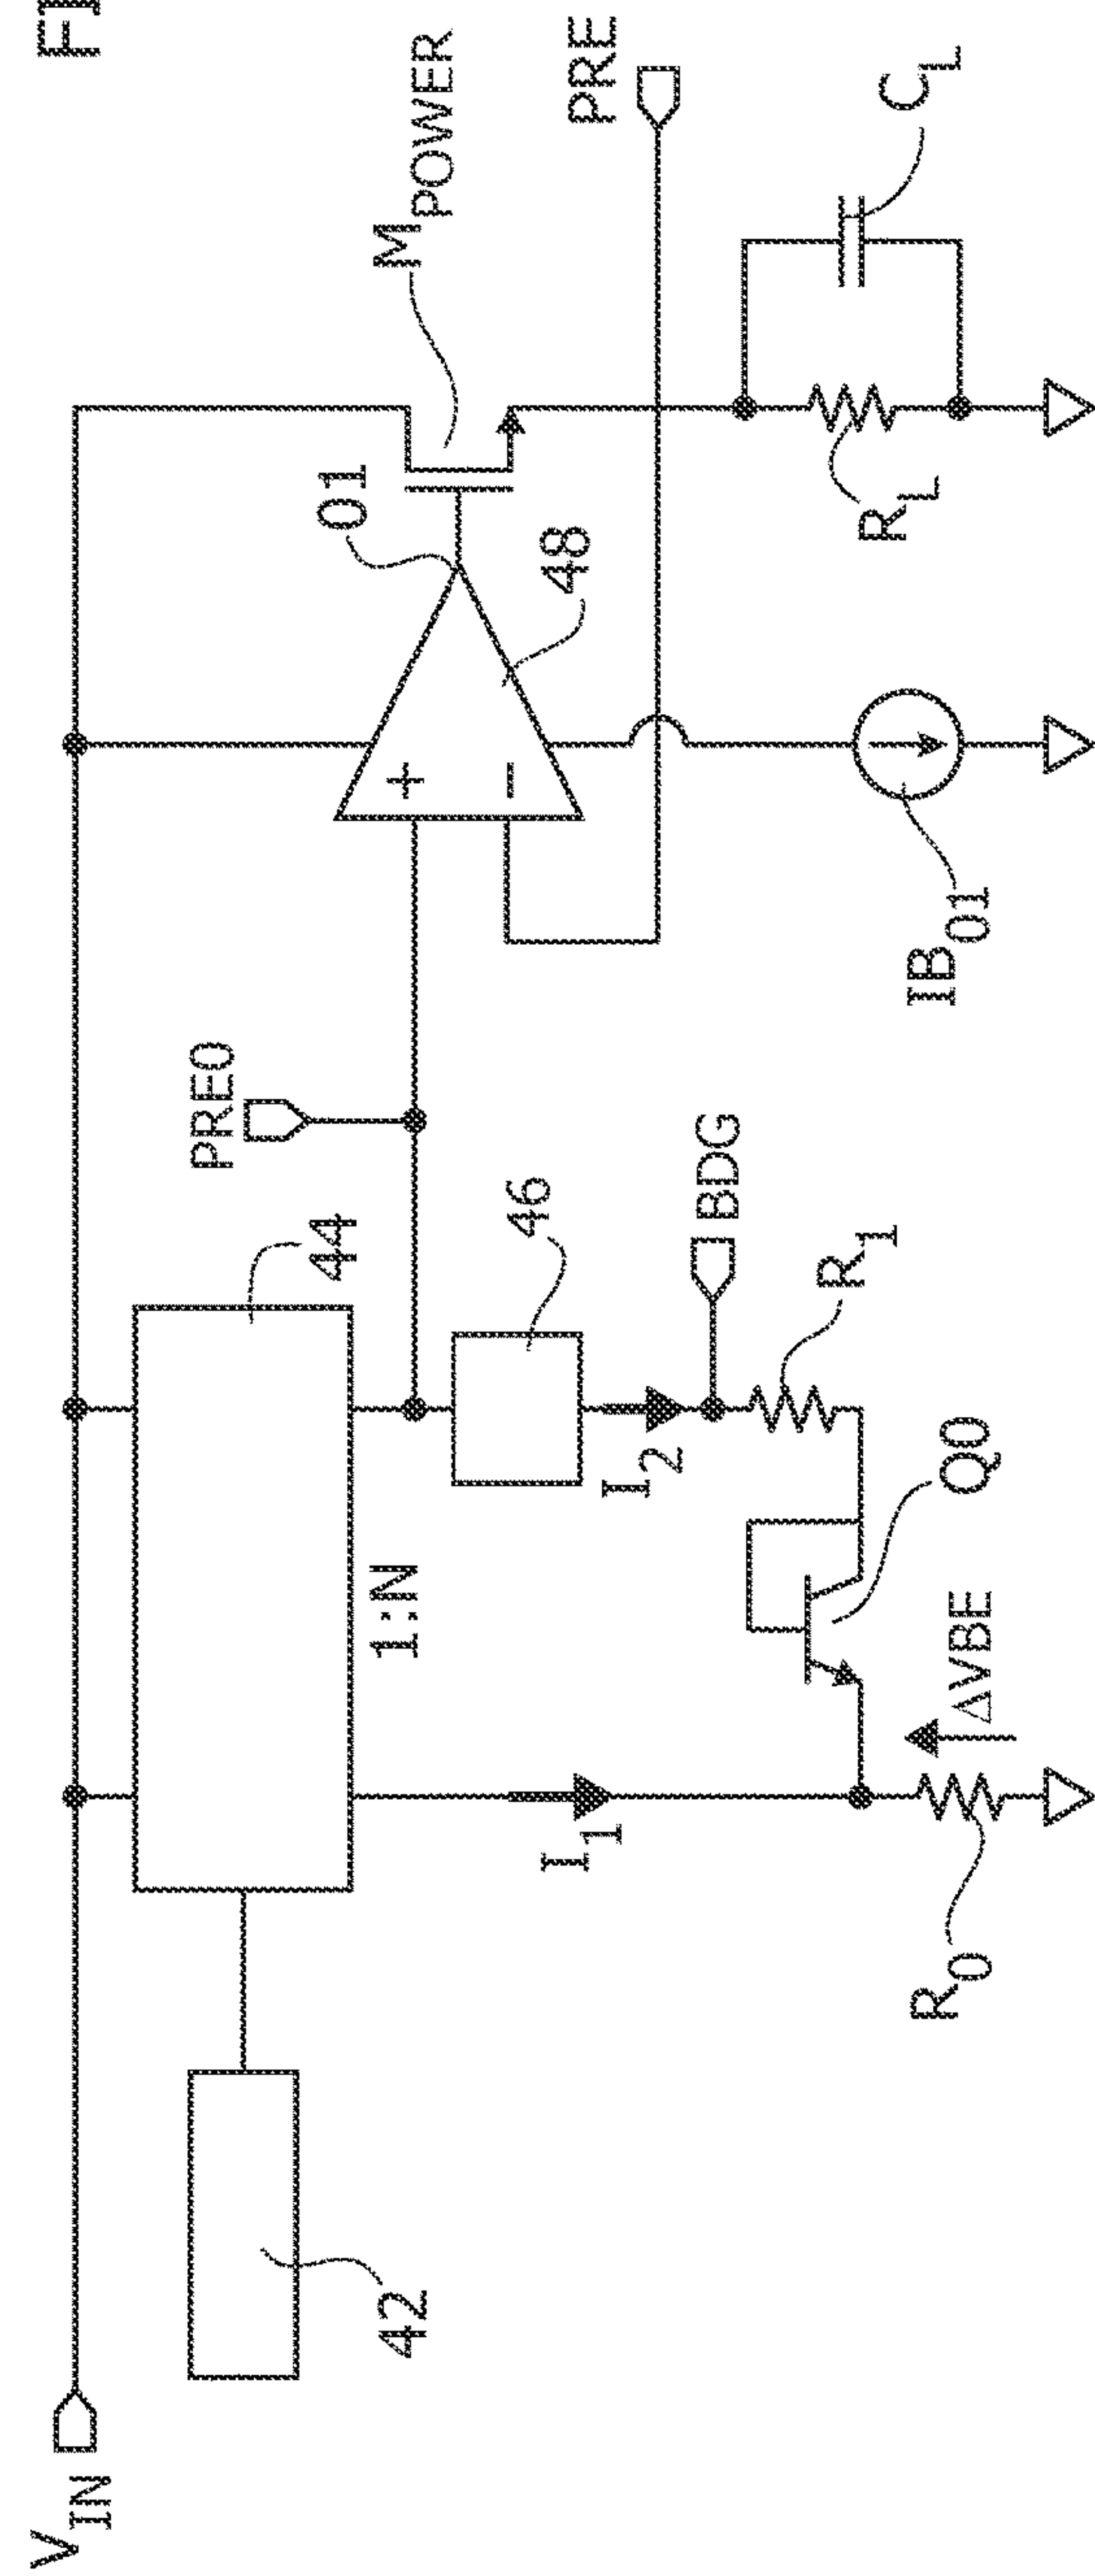 FI
V_IN
42
44
1:N
I_1
I_2
46
PRE0
BDG
R_1
Q0
ΔVBE
R_0
+
−
01
48
M_POWER
PRE
IB_01
R_L
C_L